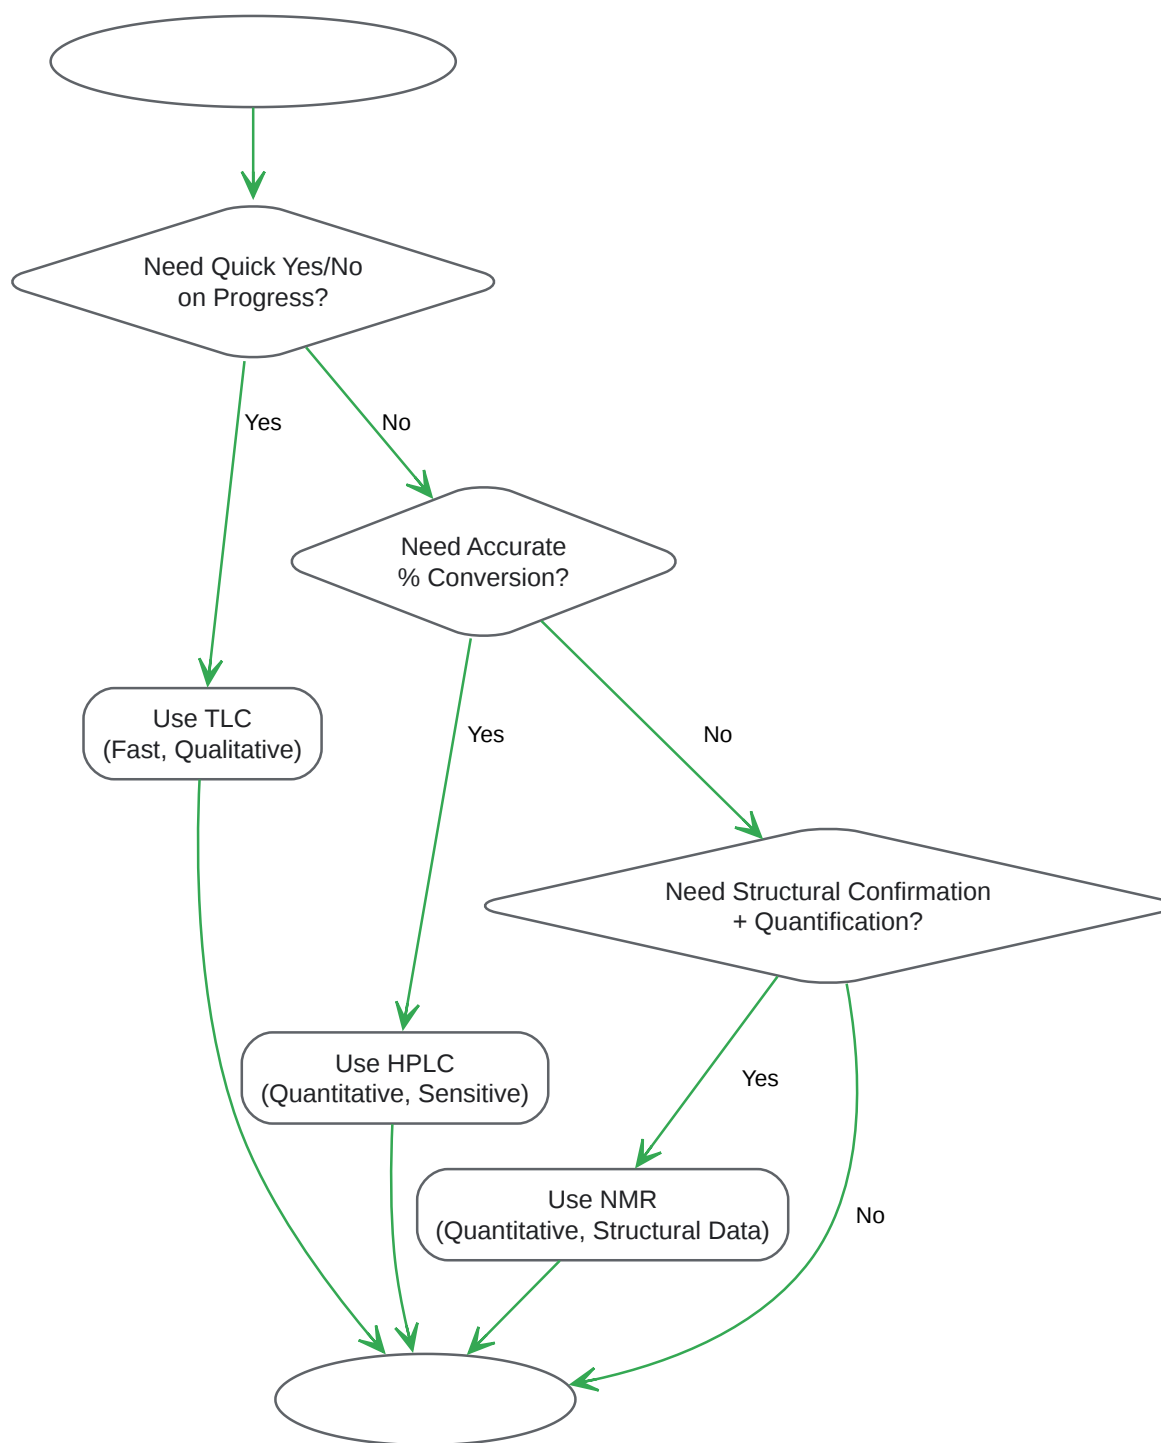 Need Quick Yes/No
on Progress?
Yes
No
Need Accurate
% Conversion?
Use TLC
(Fast, Qualitative)
Yes
No
Need Structural Confirmation
+ Quantification?
Use HPLC
(Quantitative, Sensitive)
Yes
Use NMR
(Quantitative, Structural Data)
No